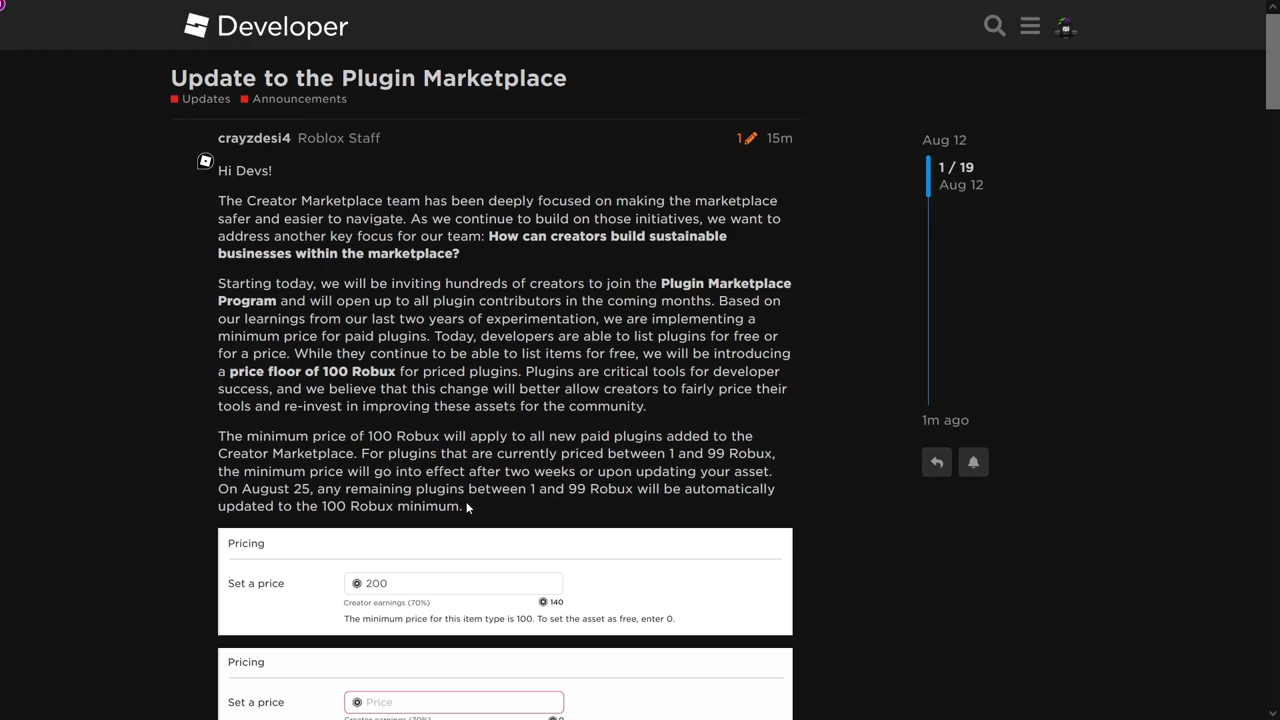 Developer
Update to the Plugin Marketplace
Updates Announcements
crayzdesi4 Roblox Staff
1 15m
Hi Devs!
The Creator Marketplace team has been deeply focused on making the marketplace
safer and easier to navigate. As we continue to build on those initiatives, we want to
address another key focus for our team: How can creators build sustainable
businesses within the marketplace?
Starting today, we will be inviting hundreds of creators to join the Plugin Marketplace
Program and will open up to all plugin contributors in the coming months. Based on
our learnings from our last two years of experimentation, we are implementing a
minimum price for paid plugins. Today, developers are able to list plugins for free or
for a price. While they continue to be able to list items for free, we will be introducing
a price floor of 100 Robux for priced plugins. Plugins are critical tools for developer
success, and we believe that this change will better allow creators to fairly price their
tools and re-invest in improving these assets for the community.
The minimum price of 100 Robux will apply to all new paid plugins added to the
Creator Marketplace. For plugins that are currently priced between 1 and 99 Robux,
the minimum price will go into effect after two weeks or upon updating your asset.
On August 25, any remaining plugins between 1 and 99 Robux will be automatically
updated to the 100 Robux minimum.
Pricing
Set a price
200
Creator earnings (70%) 140
The minimum price for this item type is 100. To set the asset as free, enter 0.
Pricing
Set a price
Price
Creator earnings (70%) 0
Aug 12
1 / 19
Aug 12
1m ago